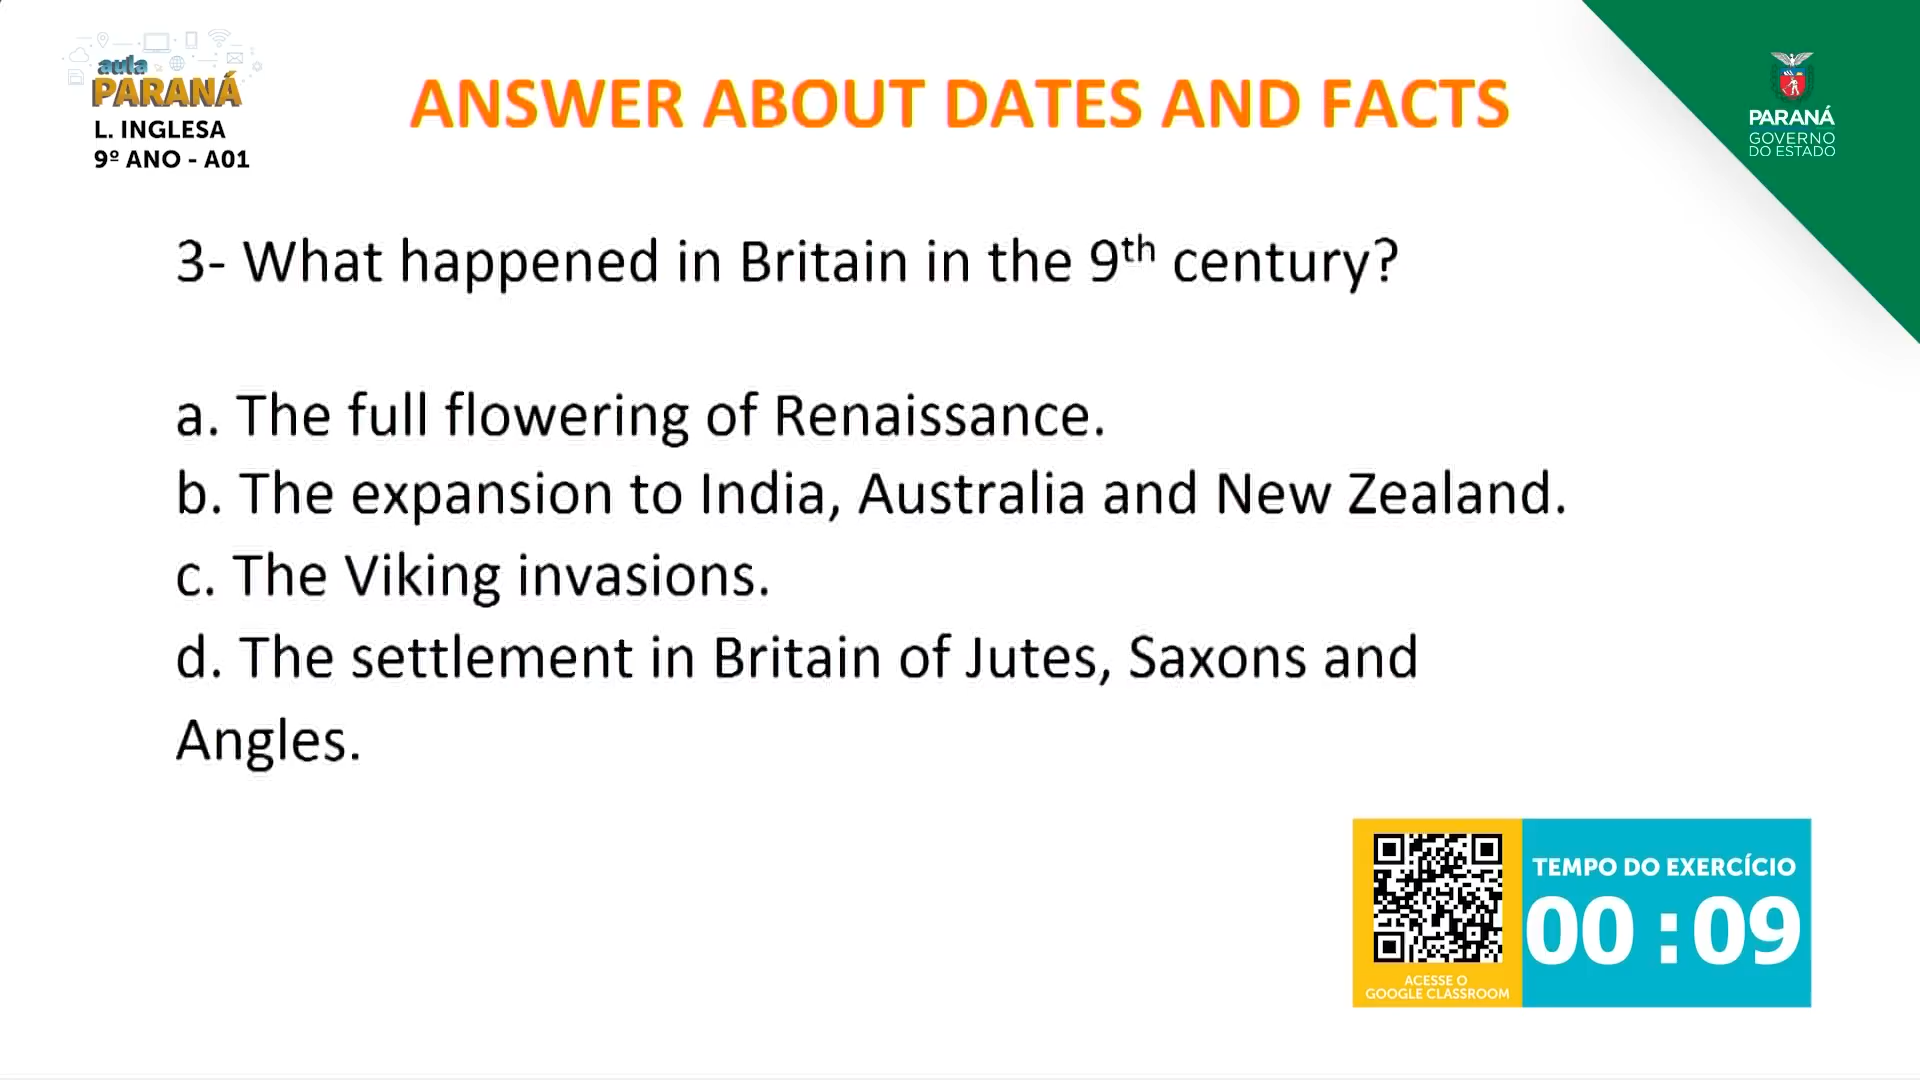 aula
PARANÁ
L. INGLESA
9º ANO - A01
ANSWER ABOUT DATES AND FACTS
PARANÁ
GOVERNO
DO ESTADO
3- What happened in Britain in the 9th century?
a. The full flowering of Renaissance.
b. The expansion to India, Australia and New Zealand.
c. The Viking invasions.
d. The settlement in Britain of Jutes, Saxons and
Angles.
TEMPO DO EXERCÍCIO
00:09
ACESSE O
GOOGLE CLASSROOM